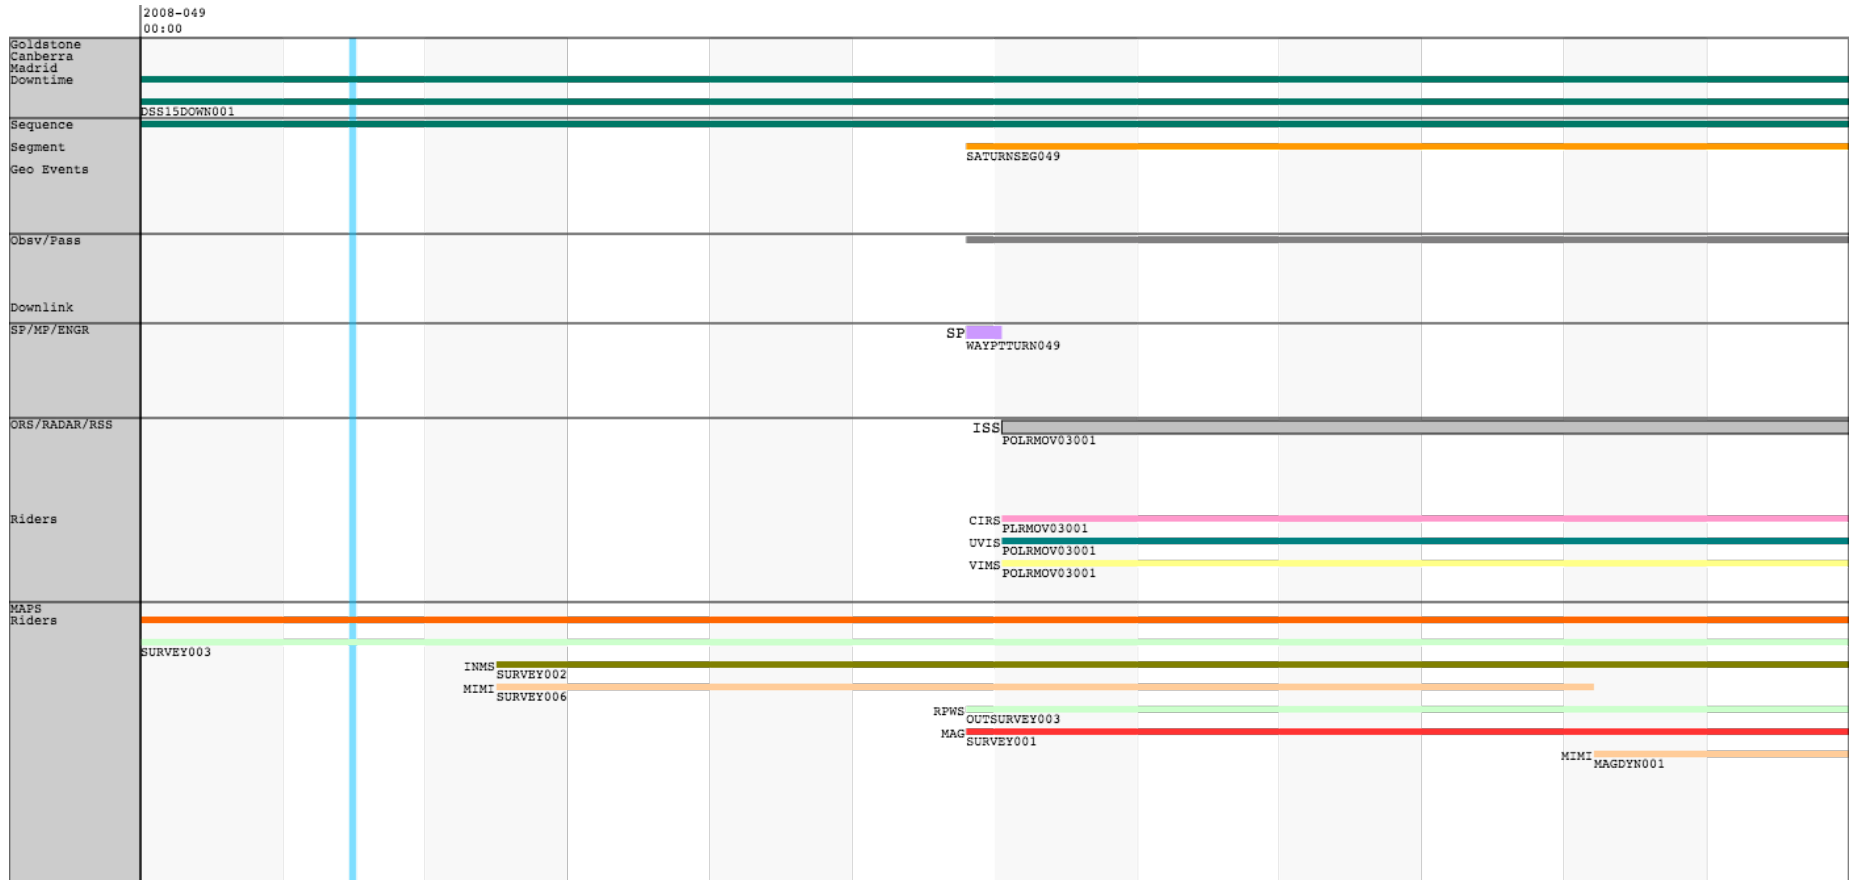 2008-049
00:00
Goldstone
Canberra
Madrid
Downtime
DSS15DOWN001
Sequence
Segment
SATURNSEG049
Geo Events
Obsv/Pass
Downlink
SP/MP/ENGR
SP
WAYPTTURN049
ORS/RADAR/RSS
ISS
POLRMOV03001
Riders
CIRS
PLRMOV03001
UVIS
POLRMOV03001
VIMS
POLRMOV03001
MAPS
Riders
SURVEY003
INMS
SURVEY002
MIMI
SURVEY006
RPWS
OUTSURVEY003
MAG
SURVEY001
MIMI
MAGDYN001